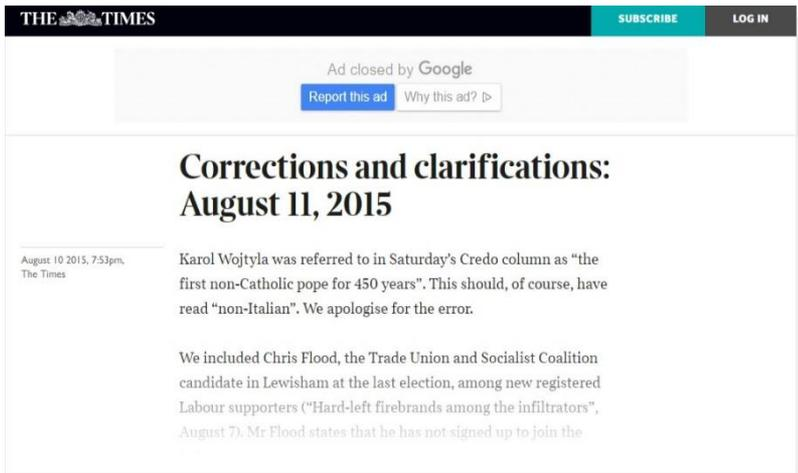 THE TIMES
SUBSCRIBE
LOG IN
Ad closed by Google
Report this ad
Why this ad?
Corrections and clarifications:
August 11, 2015
August 10 2015, 7:53pm,
The Times
Karol Wojtyla was referred to in Saturday’s Credo column as “the
first non-Catholic pope for 450 years”. This should, of course, have
read “non-Italian”. We apologise for the error.
We included Chris Flood, the Trade Union and Socialist Coalition
candidate in Lewisham at the last election, among new registered
Labour supporters (“Hard-left firebrands among the infiltrators”,
August 7). Mr Flood states that he has not signed up to join the